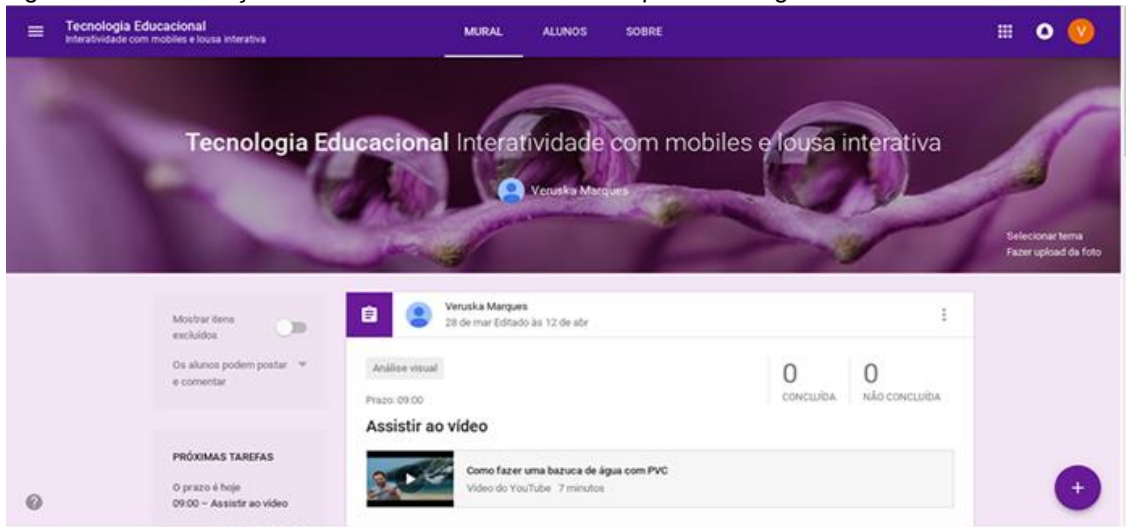 Tecnologia Educacional
Interatividade com mobiles e lousa interativa
MURAL
ALUNOS
SOBRE
V
Tecnologia Educacional Interatividade com mobiles e lousa interativa
Veruska Marques
Selecionar tema
Fazer upload da foto
Mostrar itens
excluídos
Os alunos podem postar
e comentar
PRÓXIMAS TAREFAS
O prazo é hoje
09:00 – Assistir ao vídeo
Veruska Marques
28 de mar Editado às 12 de abr
Análise visual
Prazo: 09:00
0
CONCLUÍDA
0
NÃO CONCLUÍDA
Assistir ao vídeo
Como fazer uma bazuca de água com PVC
Vídeo do YouTube 7 minutos